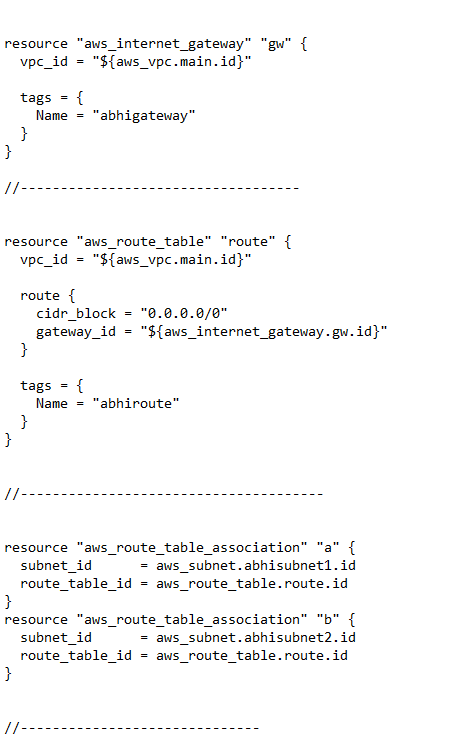 resource "aws_internet_gateway" "gw" {
  vpc_id = "${aws_vpc.main.id}"
  tags = {
    Name = "abhigateway"
  }
}
//-----------------------------------
resource "aws_route_table" "route" {
  vpc_id = "${aws_vpc.main.id}"
  route {
    cidr_block = "0.0.0.0/0"
    gateway_id = "${aws_internet_gateway.gw.id}"
  }
  tags = {
    Name = "abhiroute"
  }
}
//--------------------------------------
resource "aws_route_table_association" "a" {
  subnet_id      = aws_subnet.abhisubnet1.id
  route_table_id = aws_route_table.route.id
}
resource "aws_route_table_association" "b" {
  subnet_id      = aws_subnet.abhisubnet2.id
  route_table_id = aws_route_table.route.id
}
//------------------------------